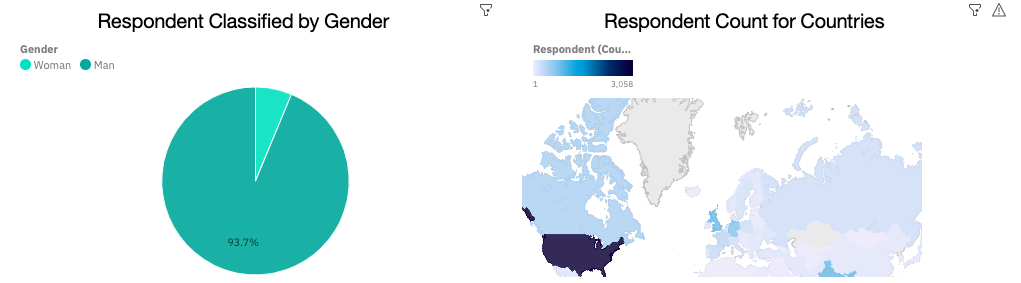 Respondent Classified by Gender
Gender
Woman Man
93.7%
Respondent Count for Countries
Respondent (Cou...
1 3,058